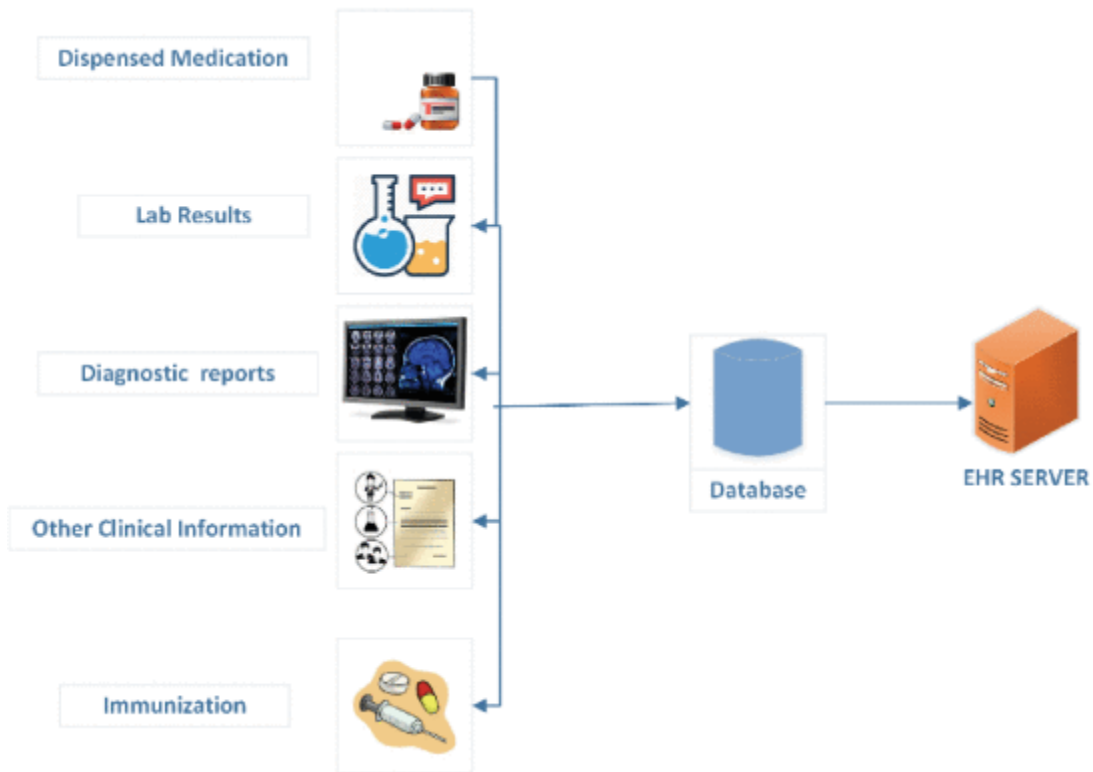 Dispensed Medication
Lab Results
Diagnostic reports
Other Clinical Information
Immunization
Database
EHR SERVER